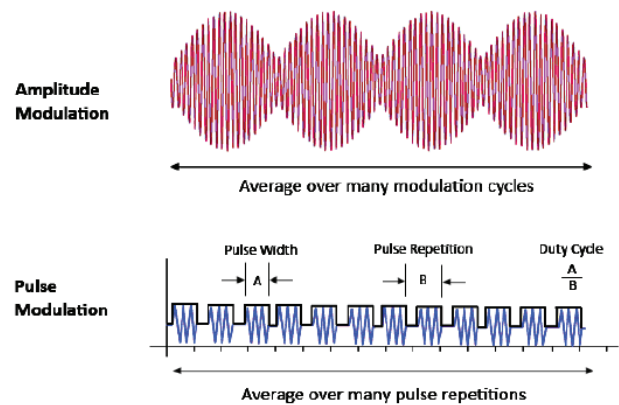 Amplitude
Modulation
Average over many modulation cycles
Pulse Width
Pulse Repetition
Duty Cycle
A
B
A
B
Pulse
Modulation
Average over many pulse repetitions